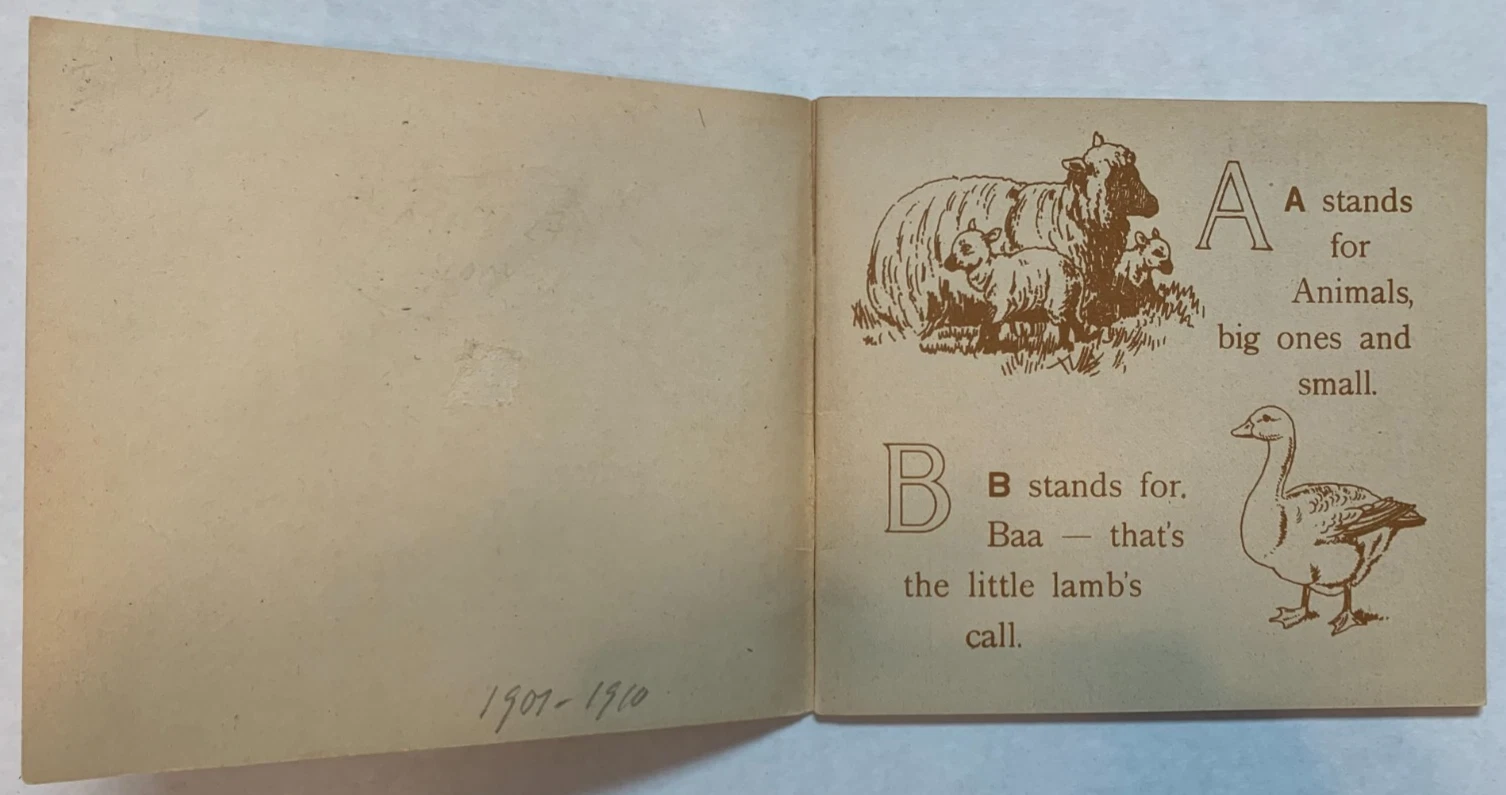 1901-1910
A
A stands
for
Animals,
big ones and
small.
B
B stands for.
Baa — that's
the little lamb's
call.